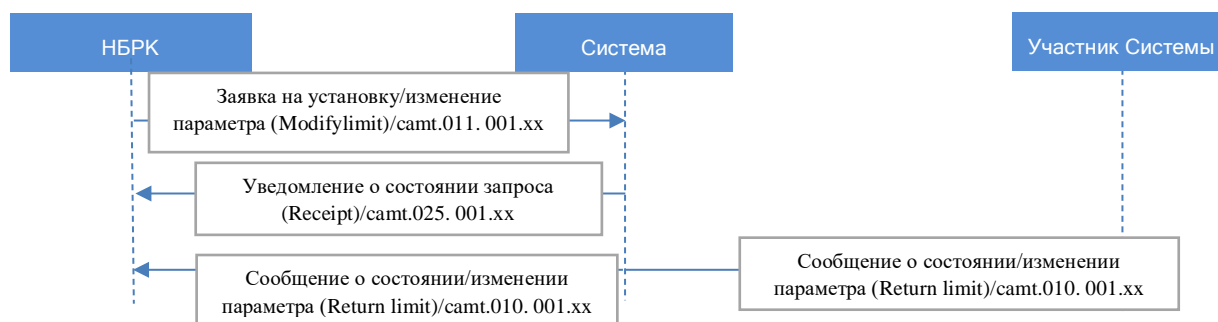 НБРК
Система
Участник Системы
Заявка на установку/изменение
параметра (Modifylimit)/camt.011. 001.xx
Уведомление о состоянии запроса
(Receipt)/camt.025. 001.xx
Сообщение о состоянии/изменении
параметра (Return limit)/camt.010. 001.xx
Сообщение о состоянии/изменении
параметра (Return limit)/camt.010. 001.xx